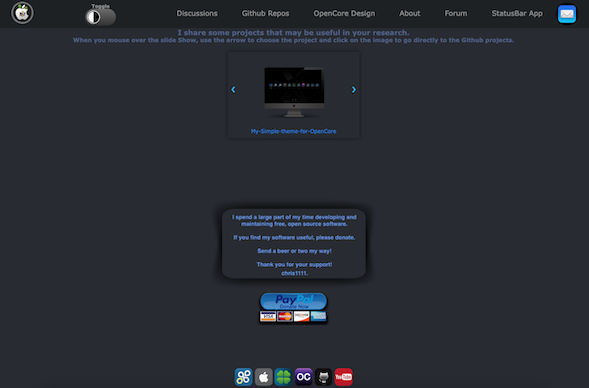 Toggle
Discussions
Github Repos
OpenCore Design
About
Forum
StatusBar App
I share some projects that may be useful in your research.
When you mouse over the slide Show, use the arrow to choose the project and click on the image to go directly to the Github projects.
My-Simple-theme-for-OpenCore
I spend a large part of my time developing and
maintaining free, open source software.
If you find my software useful, please donate.
Send a beer or two my way!
Thank you for your support!
chris1111.
PayPal
Donate Now
VISA
OC
YouTube